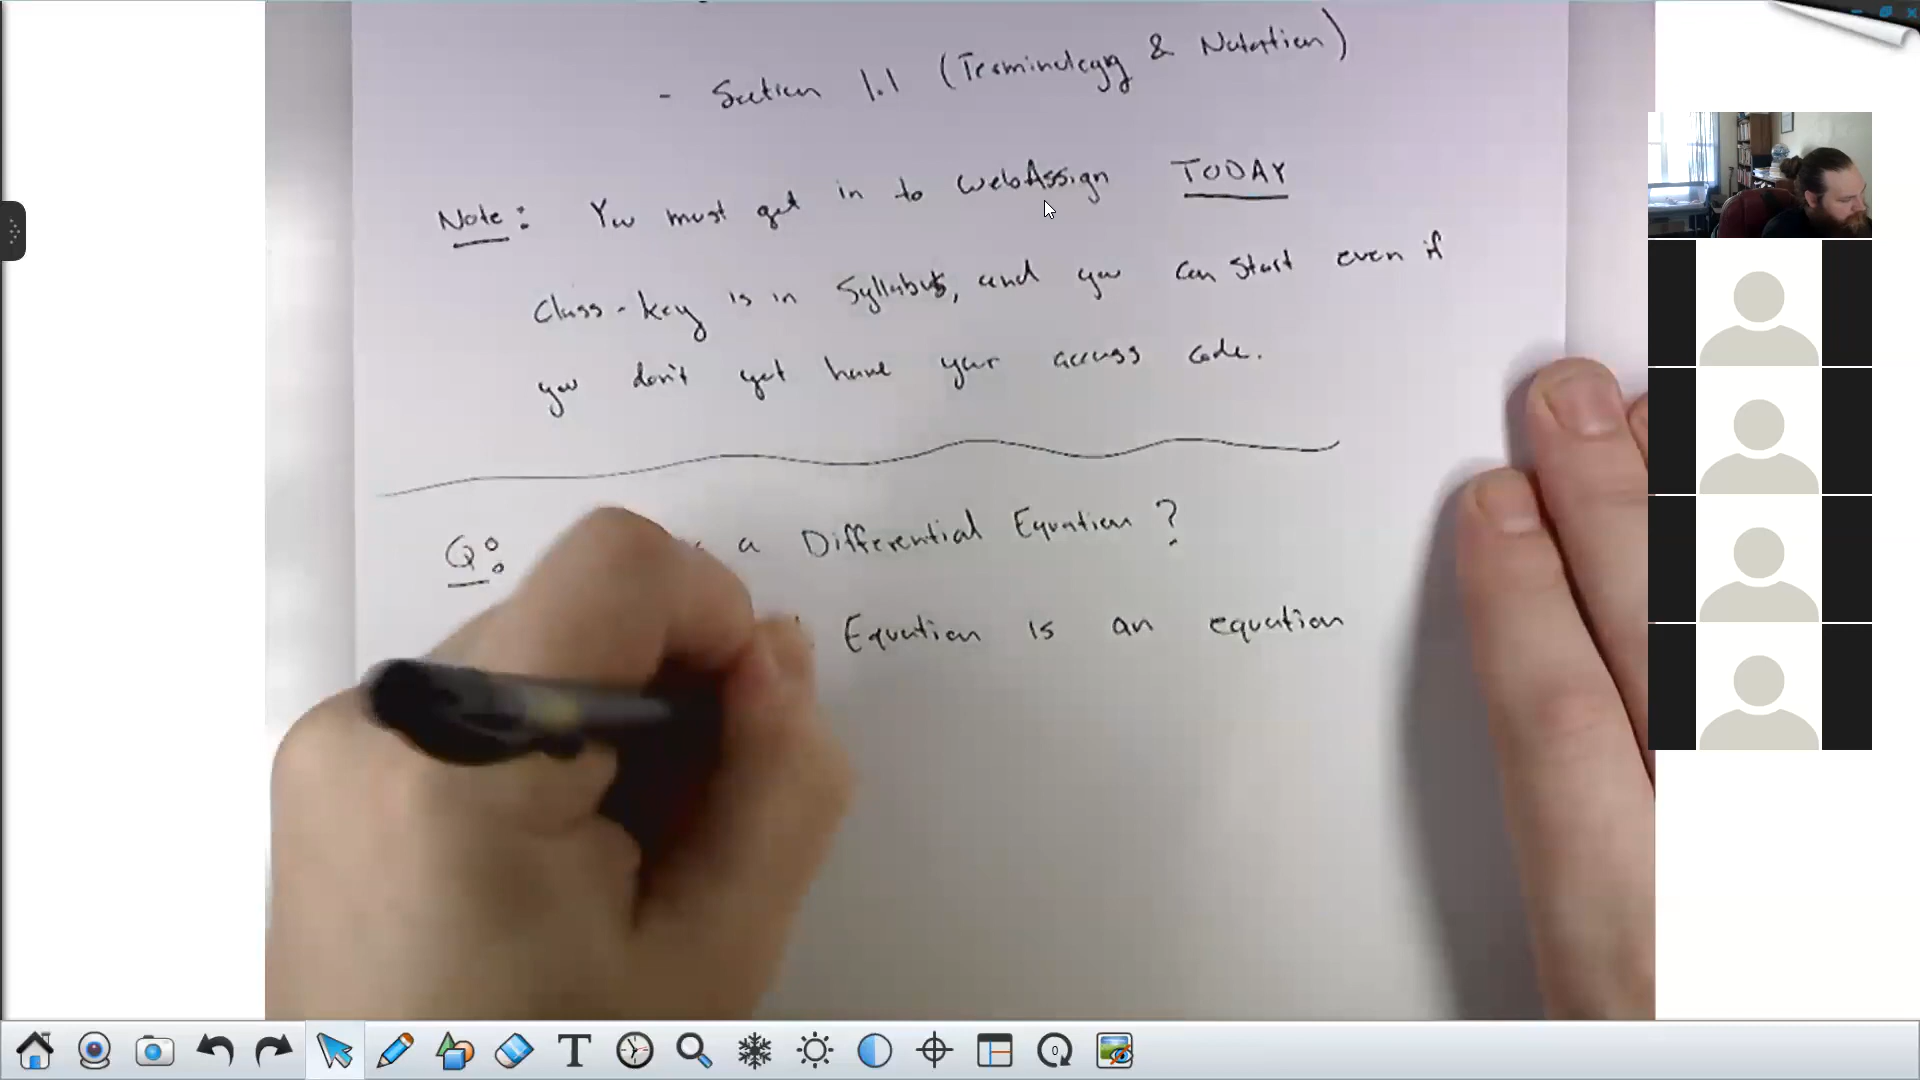 - Section 1.1 (Terminology & Notation)
Note: You must get in to WebAssign TODAY
Class-key is in Syllabus, and you can start even if
you don't yet have your access code.
Q: a Differential Equation?
Equation is an equation
T
0